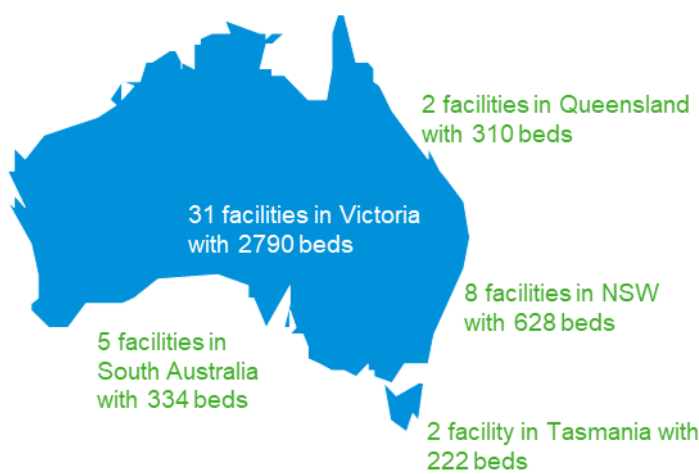 2 facilities in Queensland
with 310 beds
31 facilities in Victoria
with 2790 beds
8 facilities in NSW
with 628 beds
5 facilities in
South Australia
with 334 beds
2 facility in Tasmania with
222 beds